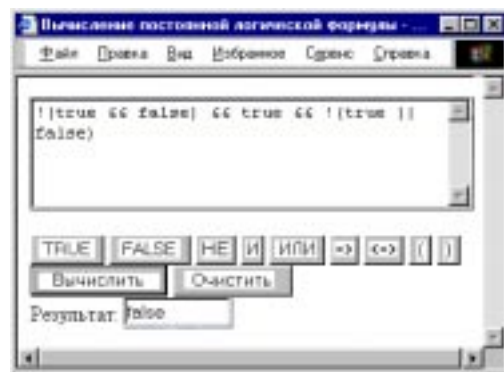 Вычисление постоянной логической формулы - ...
Файл Правка Вид Избранное Сервис Справка
!(true && false) && true && !(true ||
false)
TRUE FALSE НЕ И ИЛИ => <=> ( )
Вычислить Очистить
Результат: false